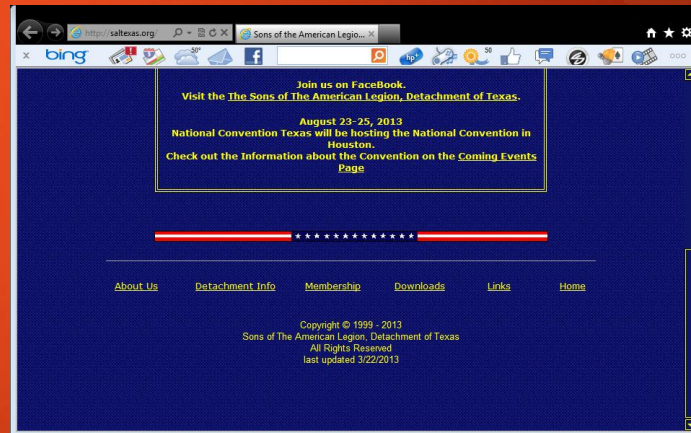 http://saltexas.org/
Sons of the American Legio...
bing
50°
hp+
50
Join us on FaceBook.
Visit the The Sons of The American Legion, Detachment of Texas.
August 23-25, 2013
National Convention Texas will be hosting the National Convention in
Houston.
Check out the Information about the Convention on the Coming Events
Page
About Us Detachment Info Membership Downloads Links Home
Copyright © 1999 - 2013
Sons of The American Legion, Detachment of Texas
All Rights Reserved
last updated 3/22/2013